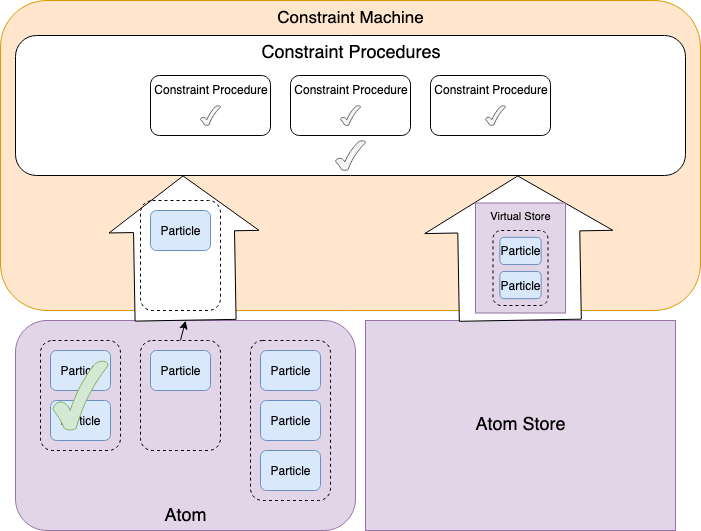 Constraint Machine
Constraint Procedures
Constraint Procedure
Constraint Procedure
Constraint Procedure
Particle
Virtual Store
Particle
Particle
Particle
Particle
Particle
Particle
Particle
Particle
Atom
Atom Store